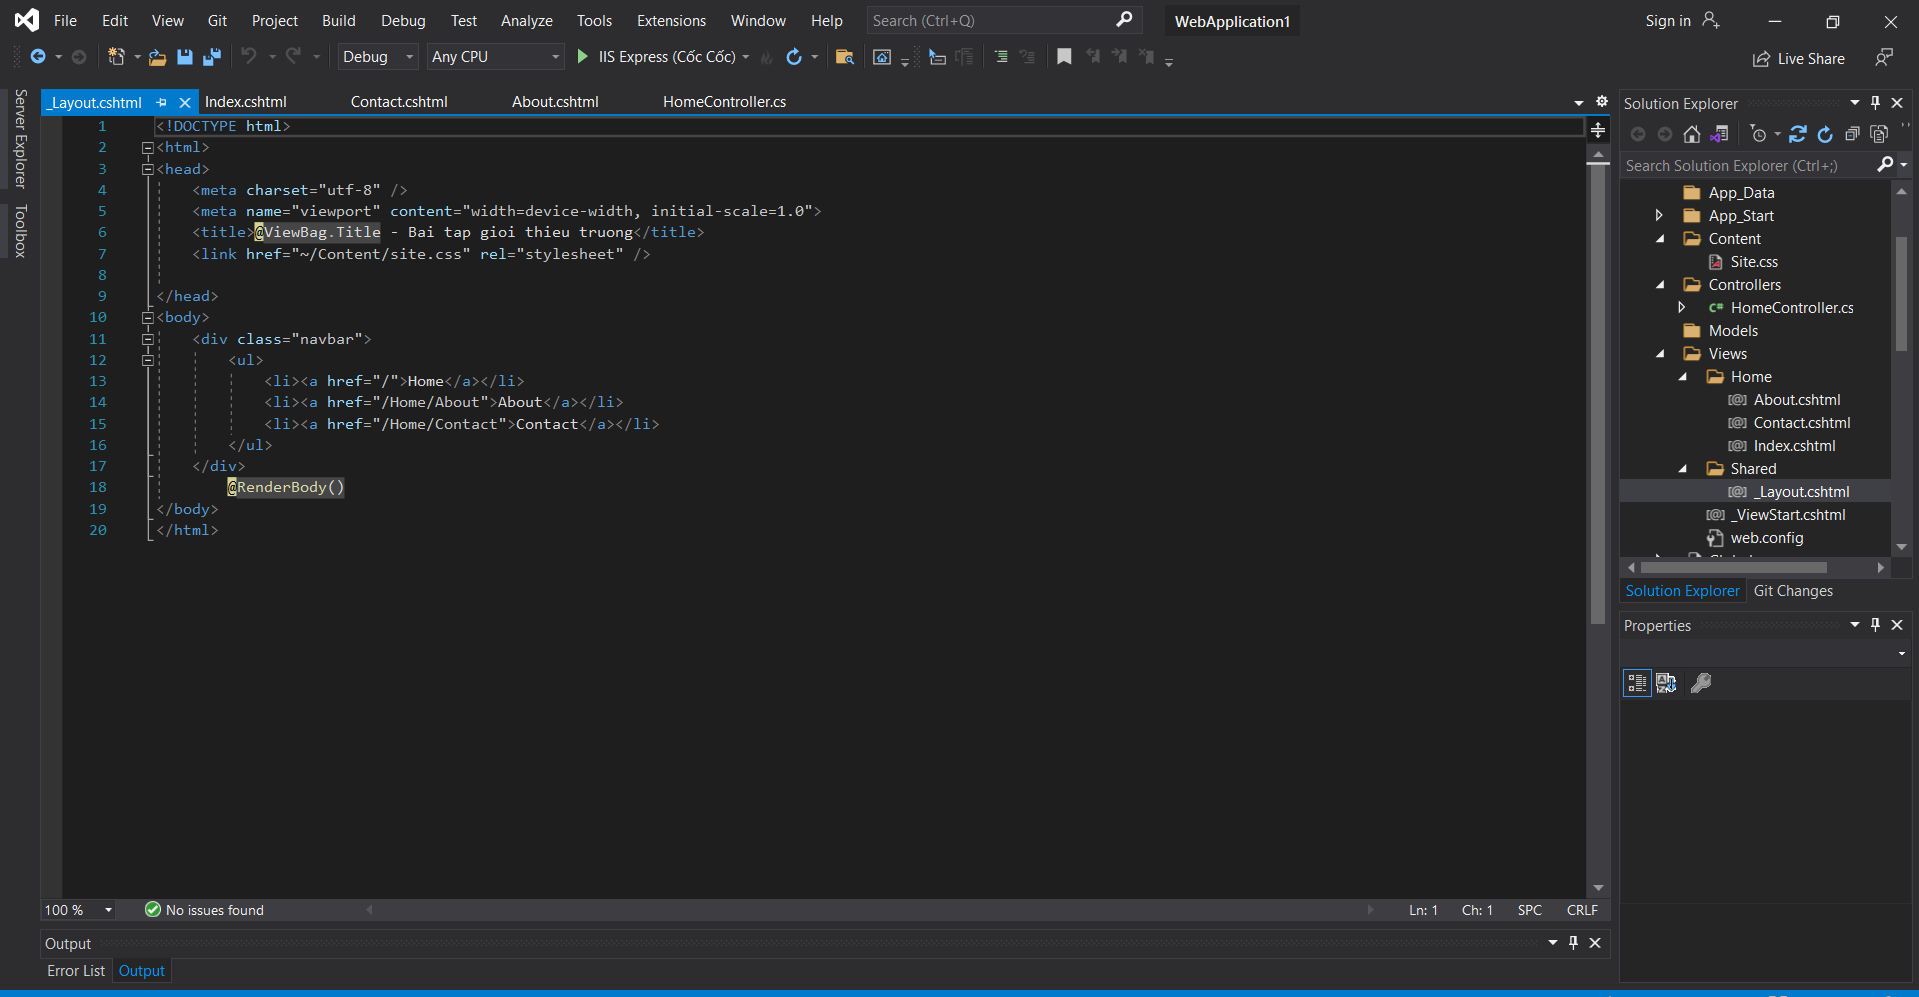 File Edit View Git Project Build Debug Test Analyze Tools Extensions Window Help Search (Ctrl+Q) WebApplication1 Sign in
Debug Any CPU IIS Express (Cốc Cốc) Live Share
Server Explorer
Toolbox
_Layout.cshtml Index.cshtml Contact.cshtml About.cshtml HomeController.cs
1 <!DOCTYPE html>
2 <html>
3 <head>
4 <meta charset="utf-8" />
5 <meta name="viewport" content="width=device-width, initial-scale=1.0">
6 <title>@ViewBag.Title - Bai tap gioi thieu truong</title>
7 <link href="~/Content/site.css" rel="stylesheet" />
8
9 </head>
10 <body>
11 <div class="navbar">
12 <ul>
13 <li><a href="/">Home</a></li>
14 <li><a href="/Home/About">About</a></li>
15 <li><a href="/Home/Contact">Contact</a></li>
16 </ul>
17 </div>
18 @RenderBody()
19 </body>
20 </html>
100 % No issues found Ln: 1 Ch: 1 SPC CRLF
Output
Error List Output
Solution Explorer
Search Solution Explorer (Ctrl+;)
App_Data
App_Start
Content
Site.css
Controllers
C# HomeController.cs
Models
Views
Home
[@] About.cshtml
[@] Contact.cshtml
[@] Index.cshtml
Shared
[@] _Layout.cshtml
[@] _ViewStart.cshtml
web.config
Solution Explorer Git Changes
Properties